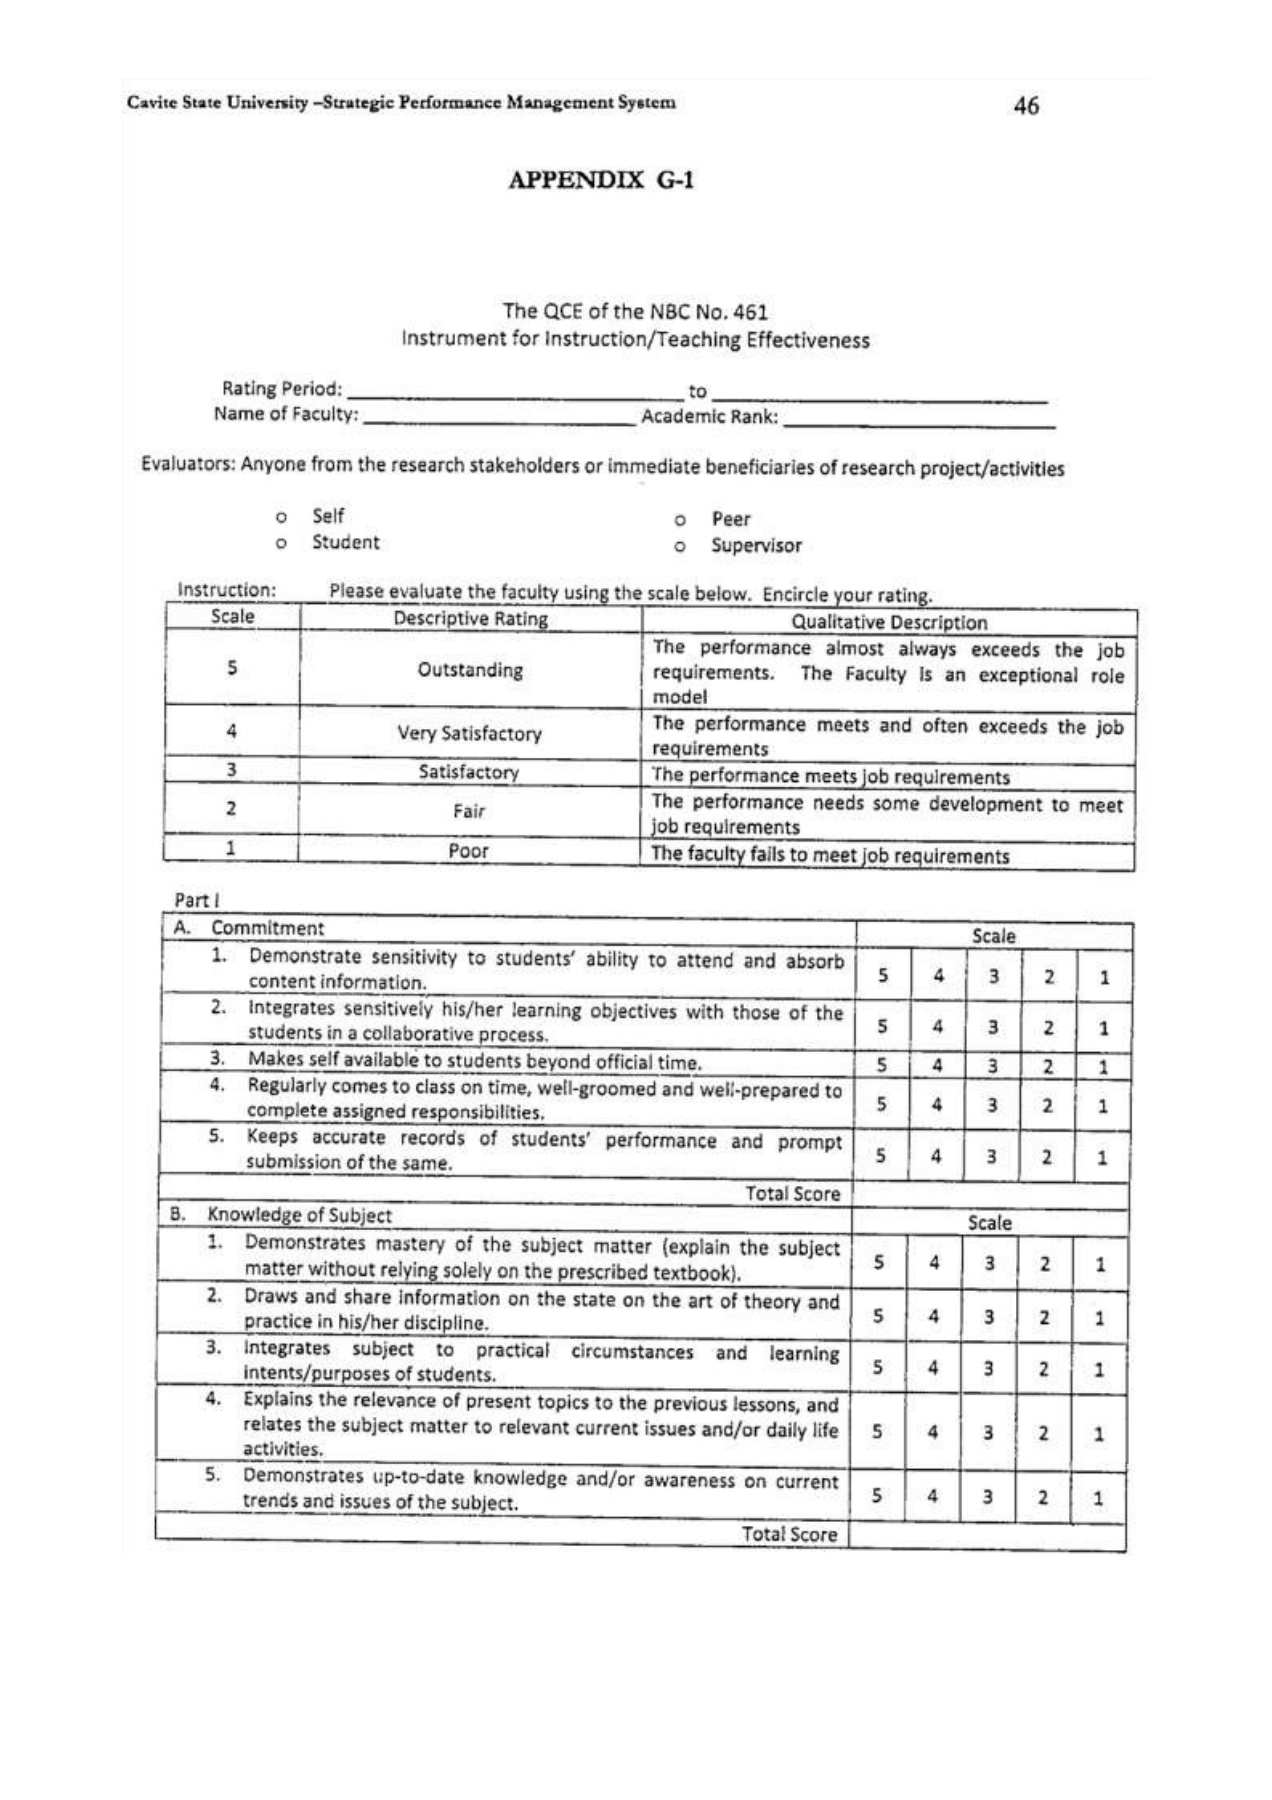 Cavite State University –Strategic Performance Management System 46
APPENDIX G-1
The QCE of the NBC No. 461
Instrument for Instruction/Teaching Effectiveness
Rating Period: ____ to ____
Name of Faculty: ____ Academic Rank: ____
Evaluators: Anyone from the research stakeholders or immediate beneficiaries of research project/activities
o Self o Peer
o Student o Supervisor
Instruction: Please evaluate the faculty using the scale below. Encircle your rating.
Scale Descriptive Rating Qualitative Description
5 Outstanding The performance almost always exceeds the job
requirements. The Faculty is an exceptional role
model
4 Very Satisfactory The performance meets and often exceeds the job
requirements
3 Satisfactory The performance meets job requirements
2 Fair The performance needs some development to meet
job requirements
1 Poor The faculty fails to meet job requirements
Part I
A. Commitment Scale
1. Demonstrate sensitivity to students' ability to attend and absorb
content information. 5 4 3 2 1
2. Integrates sensitively his/her learning objectives with those of the
students in a collaborative process. 5 4 3 2 1
3. Makes self available to students beyond official time. 5 4 3 2 1
4. Regularly comes to class on time, well-groomed and well-prepared to
complete assigned responsibilities. 5 4 3 2 1
5. Keeps accurate records of students' performance and prompt
submission of the same. 5 4 3 2 1
Total Score
B. Knowledge of Subject Scale
1. Demonstrates mastery of the subject matter (explain the subject
matter without relying solely on the prescribed textbook). 5 4 3 2 1
2. Draws and share information on the state on the art of theory and
practice in his/her discipline. 5 4 3 2 1
3. Integrates subject to practical circumstances and learning
intents/purposes of students. 5 4 3 2 1
4. Explains the relevance of present topics to the previous lessons, and
relates the subject matter to relevant current issues and/or daily life
activities. 5 4 3 2 1
5. Demonstrates up-to-date knowledge and/or awareness on current
trends and issues of the subject. 5 4 3 2 1
Total Score